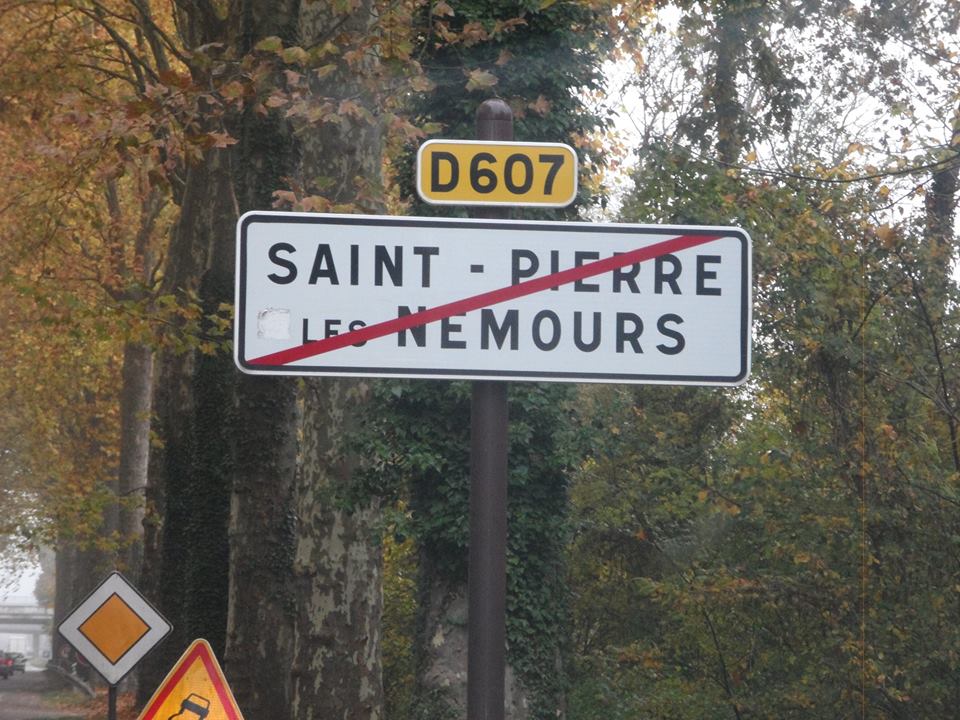 D607
SAINT - PIERRE
LES NEMOURS